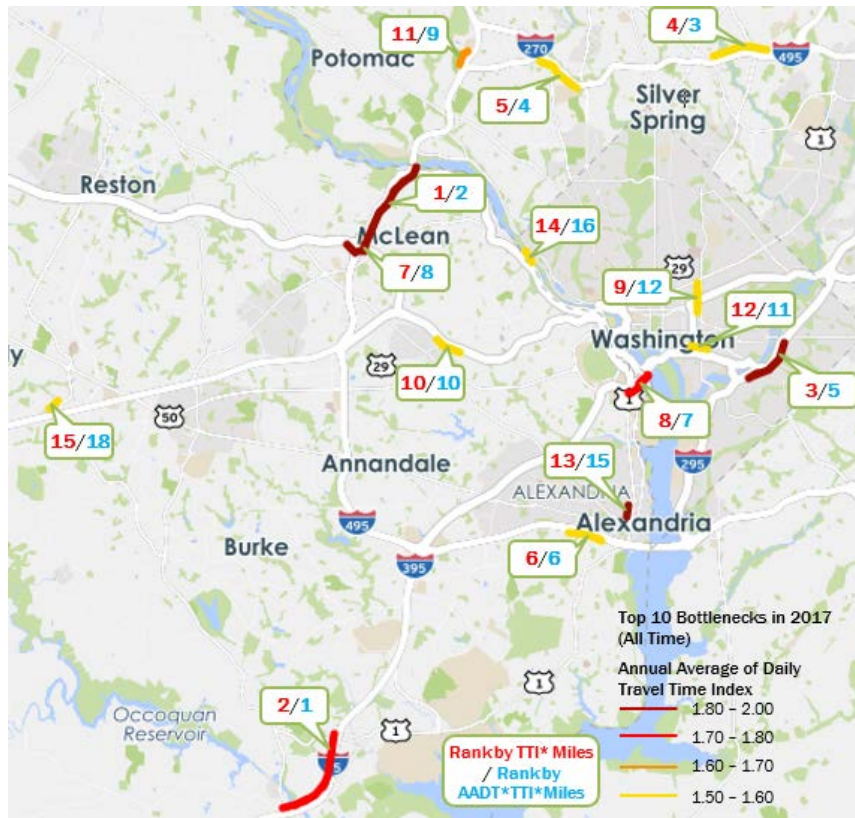 11/9
Potomac
270
4/3
495
5/4
Silver
Spring
1
Reston
1/2
McLean
14/16
7/8
29
9/12
12/11
Washington
29
10/10
1
8/7
3/5
y
50
15/18
Annandale
13/15
295
ALEXANDRIA
Alexandria
495
Burke
395
6/6
Top 10 Bottlenecks in 2017
(All Time)
Annual Average of Daily
Travel Time Index
1.80 – 2.00
1.70 – 1.80
1.60 – 1.70
1.50 – 1.60
1
2/1
Occoquan
Reservoir
1
Rank by TTI* Miles
/ Rank by
AADT*TTI*Miles